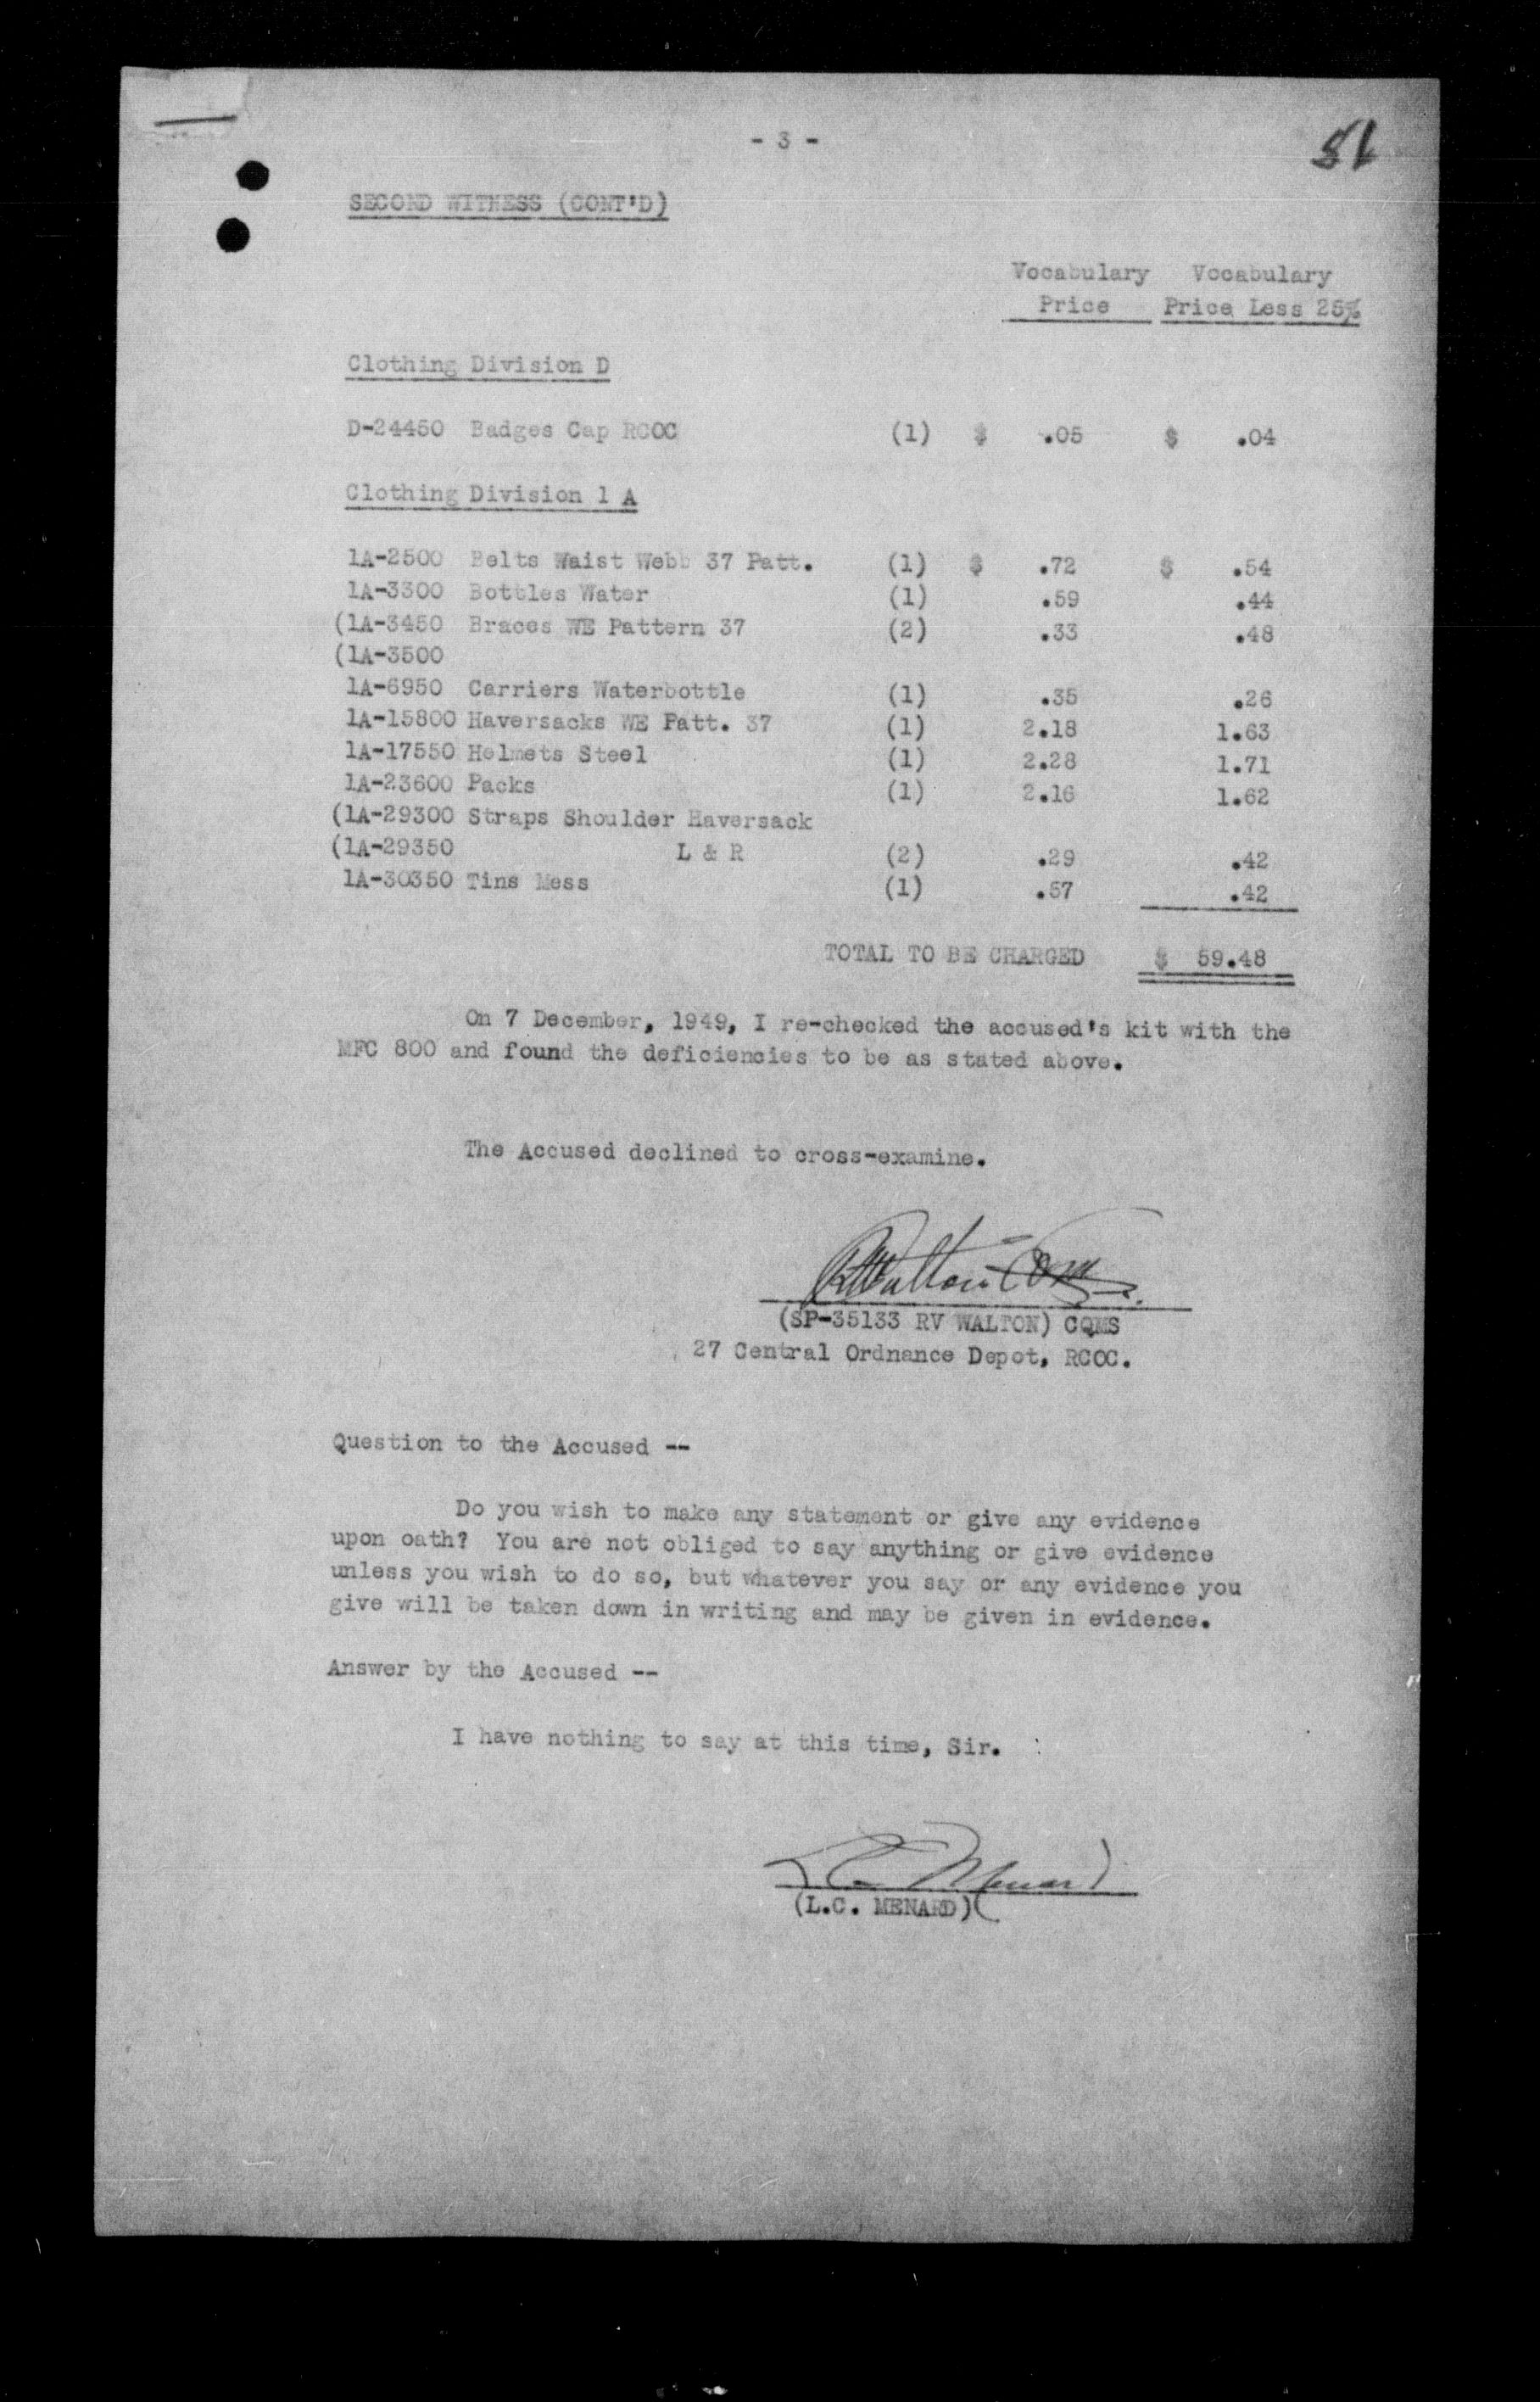 - 3 -
51
SECOND WITNESS (CONT'D)
Vocabulary Vocabulary
Price Price Less 25%
Clothing Division D
D-24450 Badges Cap RCOC (1) $ .05 $ .04
Clothing Division 1 A
1A-2500 Belts Waist Webb 37 Patt. (1) $ .72 $ .54
1A-3300 Bottles Water (1) .59 .44
(1A-3450 Braces WE Pattern 37 (2) .33 .48
(1A-3500
1A-6950 Carriers Waterbottle (1) .35 .26
1A-15800 Haversacks WE Patt. 37 (1) 2.18 1.63
1A-17550 Helmets Steel (1) 2.28 1.71
1A-23600 Packs (1) 2.16 1.62
(1A-29300 Straps Shoulder Haversack
(1A-29350 L & R (2) .29 .42
1A-30350 Tins Mess (1) .57 .42
TOTAL TO BE CHARGED $ 59.48
On 7 December, 1949, I re-checked the accused's kit with the
MFC 800 and found the deficiencies to be as stated above.
The Accused declined to cross-examine.
RVWalton CQMS
(SP-35133 RV WALTON) CQMS
27 Central Ordnance Depot, RCOC.
Question to the Accused --
Do you wish to make any statement or give any evidence
upon oath? You are not obliged to say anything or give evidence
unless you wish to do so, but whatever you say or any evidence you
give will be taken down in writing and may be given in evidence.
Answer by the Accused --
I have nothing to say at this time, Sir.
L C Menard
(L.C. MENARD)